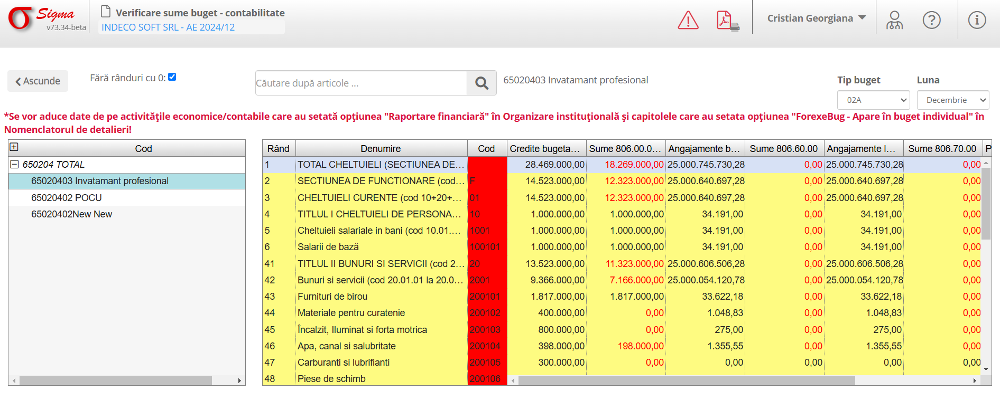 σ Sigma
v73.34-beta
Verificare sume buget - contabilitate
INDECO SOFT SRL - AE 2024/12
Cristian Georgiana
Ascunde
Fără rânduri cu 0:
Căutare după articole ...
65020403 Invatamant profesional
Tip buget
02A
Luna
Decembrie
*Se vor aduce date de pe activităţile economice/contabile care au setată opţiunea "Raportare financiară" în Organizare instituţională şi capitolele care au setata opţiunea "ForexeBug - Apare în buget individual" în
Nomenclatorul de detalieri!
Cod
650204 TOTAL
65020403 Invatamant profesional
65020402 POCU
65020402New New
Rând Denumire Cod Credite bugeta... Sume 806.00.0... Angajamente b... Sume 806.60.00 Angajamente l... Sume 806.70.00 P
1 TOTAL CHELTUIELI (SECTIUNEA DE... 28.469.000,00 18.269.000,00 25.000.745.730,28 0,00 25.000.745.730,28 0,00
2 SECTIUNEA DE FUNCTIONARE (cod... F 14.523.000,00 12.323.000,00 25.000.640.697,28 0,00 25.000.640.697,28 0,00
3 CHELTUIELI CURENTE (cod 10+20+... 01 14.523.000,00 12.323.000,00 25.000.640.697,28 0,00 25.000.640.697,28 0,00
4 TITLUL I CHELTUIELI DE PERSONA... 10 1.000.000,00 1.000.000,00 34.191,00 0,00 34.191,00 0,00
5 Cheltuieli salariale in bani (cod 10.01.... 1001 1.000.000,00 1.000.000,00 34.191,00 0,00 34.191,00 0,00
6 Salarii de bază 100101 1.000.000,00 1.000.000,00 34.191,00 0,00 34.191,00 0,00
41 TITLUL II BUNURI SI SERVICII (cod 2... 20 13.523.000,00 11.323.000,00 25.000.606.506,28 0,00 25.000.606.506,28 0,00
42 Bunuri si servicii (cod 20.01.01 la 20.0... 2001 9.366.000,00 7.166.000,00 25.000.054.120,78 0,00 25.000.054.120,78 0,00
43 Furnituri de birou 200101 1.817.000,00 1.817.000,00 33.622,18 0,00 33.622,18 0,00
44 Materiale pentru curatenie 200102 400.000,00 0,00 1.048,83 0,00 1.048,83 0,00
45 Încalzit, Iluminat si forta motrica 200103 800.000,00 0,00 275,00 0,00 275,00 0,00
46 Apa, canal si salubritate 200104 398.000,00 198.000,00 1.355,55 0,00 1.355,55 0,00
47 Carburanti si lubrifianti 200105 300.000,00 0,00 0,00 0,00 0,00 0,00
48 Piese de schimb 200106